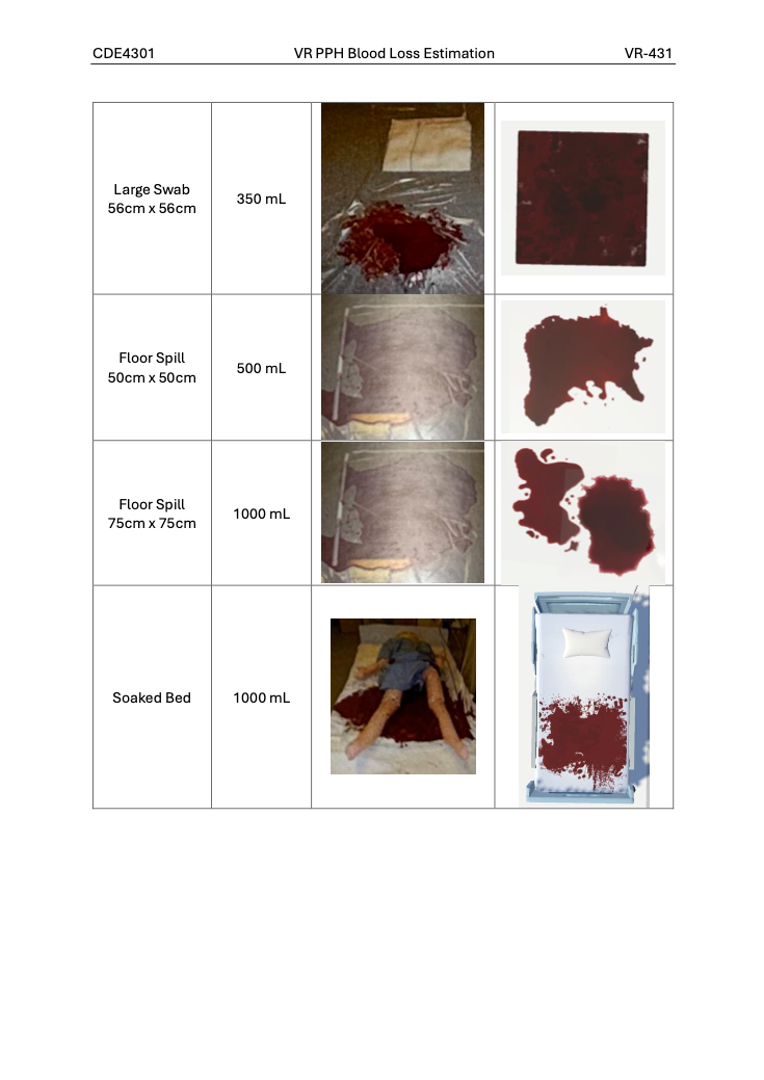 CDE4301 VR PPH Blood Loss Estimation VR-431
Large Swab
56cm x 56cm
350 mL
Floor Spill
50cm x 50cm
500 mL
Floor Spill
75cm x 75cm
1000 mL
Soaked Bed
1000 mL